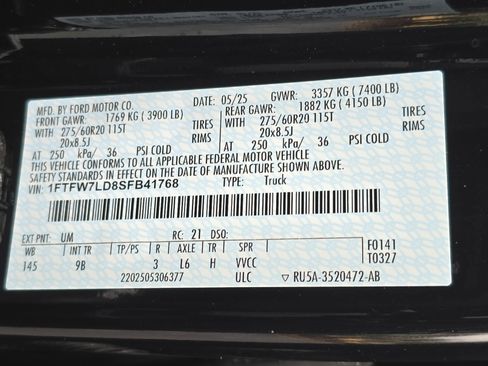 MFD. BY FORD MOTOR CO. DATE: 05/25 GVWR: 3357 KG ( 7400 LB)
FRONT GAWR: 1769 KG ( 3900 LB) REAR GAWR: 1882 KG ( 4150 LB)
WITH 275/60R20 115T TIRES WITH 275/60R20 115T TIRES
20x8.5J RIMS 20x8.5J RIMS
AT 250 kPa/ 36 PSI COLD AT 250 kPa/ 36 PSI COLD
THIS VEHICLE CONFORMS TO ALL APPLICABLE FEDERAL MOTOR VEHICLE
SAFETY STANDARDS IN EFFECT ON THE DATE OF MANUFACTURE SHOWN ABOVE.
VIN: 1FTFW7LD8SFB41768 TYPE: Truck
EXT PNT: UM RC: 21 DSO: F0141
WB INT TR TP/PS R AXLE TR SPR T0327
145 9B 3 L6 H VVCC
2202505306377 ULC RU5A-3520472-AB